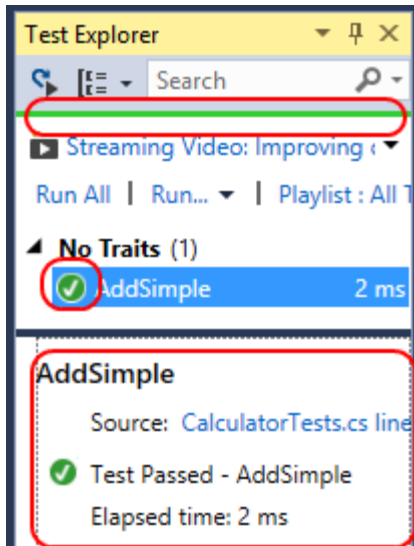 Test Explorer
Search
Streaming Video: Improving
Run All | Run... | Playlist : All
No Traits (1)
AddSimple 2 ms
AddSimple
Source: CalculatorTests.cs line
Test Passed - AddSimple
Elapsed time: 2 ms